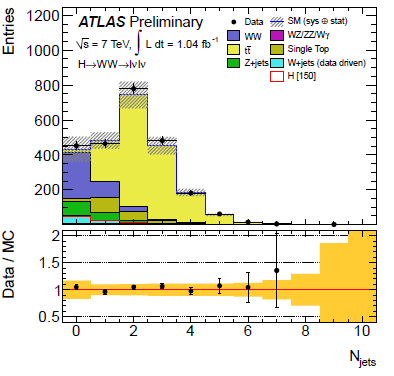 Entries
1200
1000
800
600
400
200
ATLAS Preliminary
√s = 7 TeV, ∫ L dt = 1.04 fb⁻¹
H→WW→lνlν
Data
SM (sys ⊕ stat)
WW
WZ/ZZ/Wγ
tt̄
Single Top
Z+jets
W+jets (data driven)
H [150]
Data / MC
2
1.5
1
0.5
0 2 4 6 8 10
N_jets